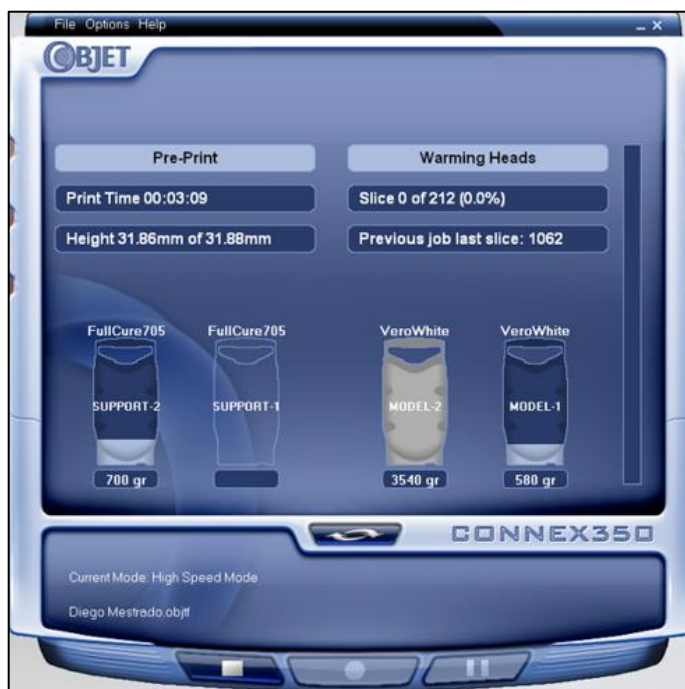 File Options Help
OBJET
Pre-Print
Warming Heads
Print Time 00:03:09
Slice 0 of 212 (0.0%)
Height 31.86mm of 31.88mm
Previous job last slice: 1062
FullCure705
FullCure705
VeroWhite
VeroWhite
SUPPORT-2
SUPPORT-1
MODEL-2
MODEL-1
700 gr
3540 gr
580 gr
CONNEX350
Current Mode: High Speed Mode
Diego Mestrado.objtf